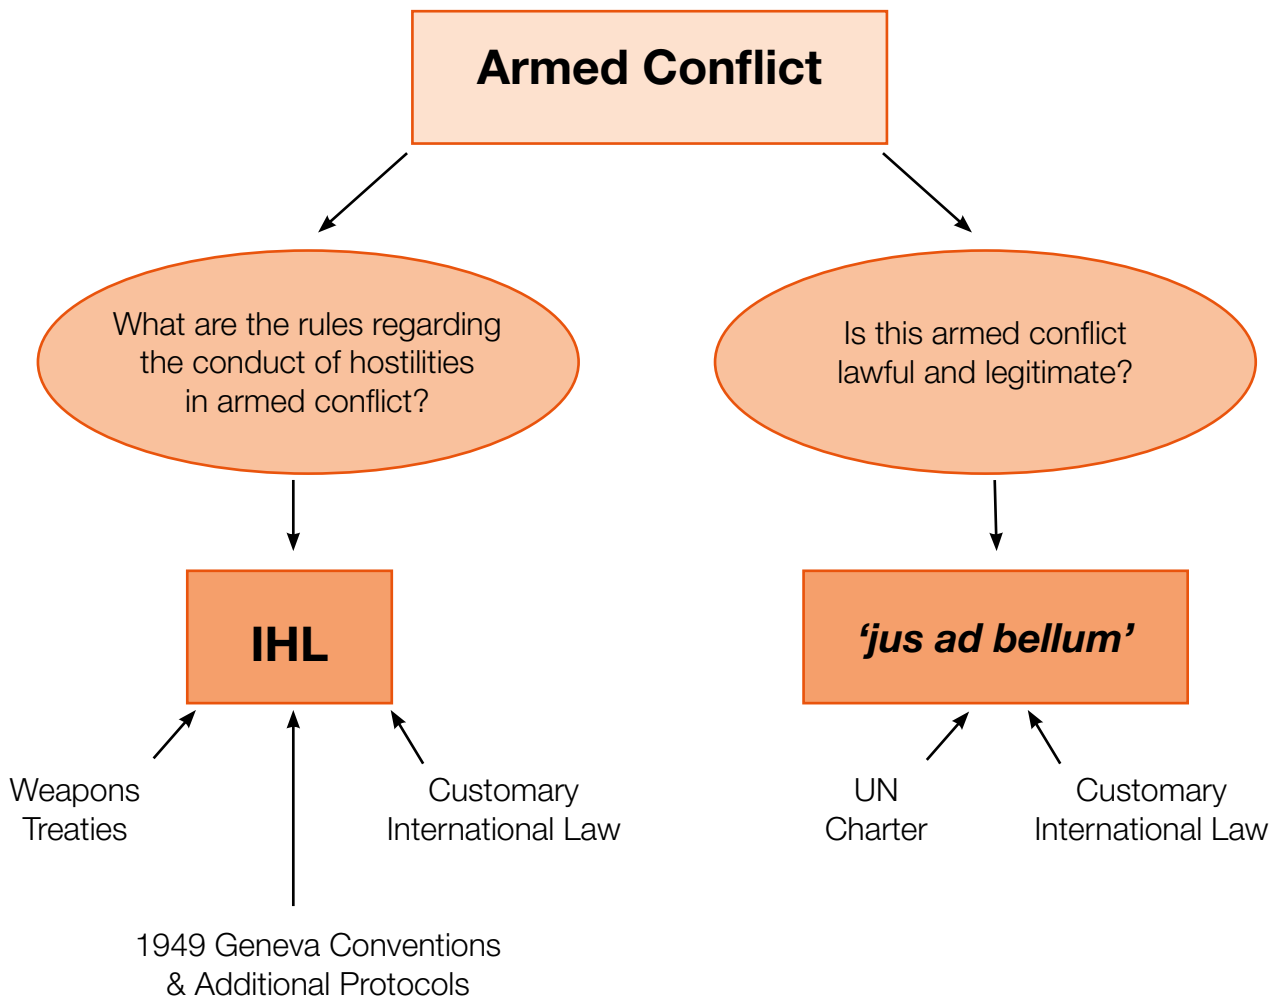 Armed Conflict
What are the rules regarding
the conduct of hostilities
in armed conflict?
Is this armed conflict
lawful and legitimate?
IHL
‘jus ad bellum’
Weapons
Treaties
Customary
International Law
UN
Charter
Customary
International Law
1949 Geneva Conventions
& Additional Protocols